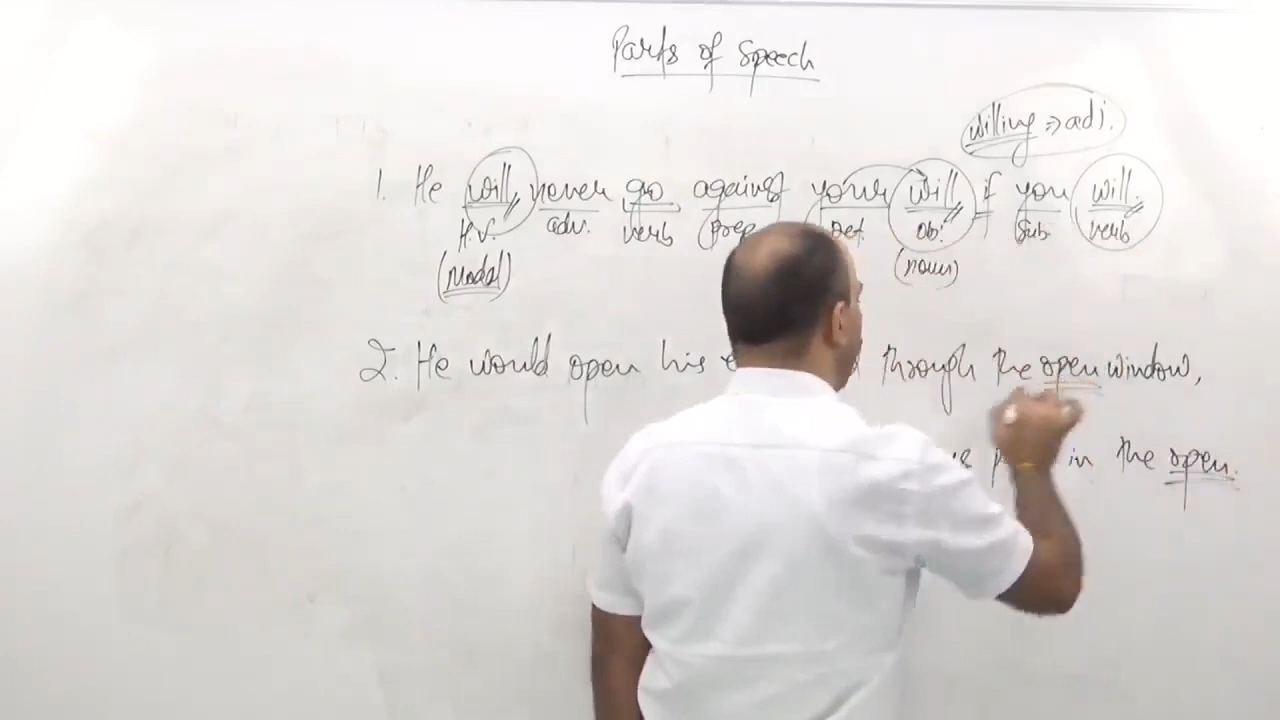 Parts of Speech
willing ⇒ adj.
1. He will never go against your will if you will.
H.V. adv. verb (prep Det. ob. Sub. verb
(modal) (noun)
2. He would open his through the open window,
in the open.